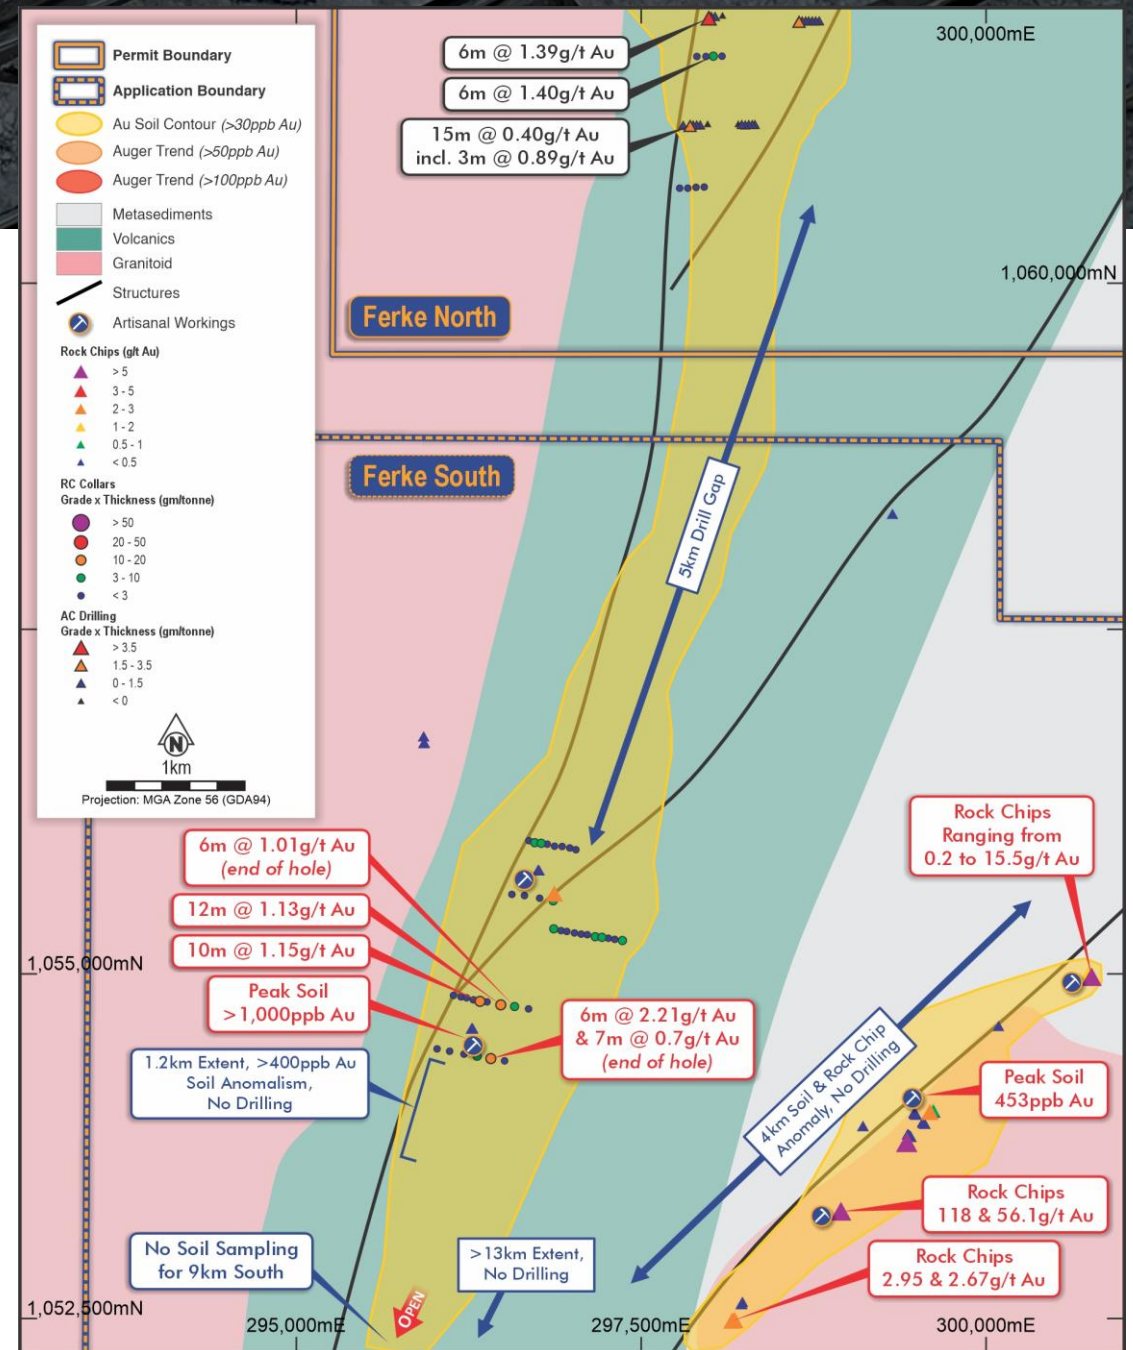 Permit Boundary
Application Boundary
Au Soil Contour (>30ppb Au)
Auger Trend (>50ppb Au)
Auger Trend (>100ppb Au)
Metasediments
Volcanics
Granitoid
Structures
Artisanal Workings
Rock Chips (g/t Au)
> 5
3 - 5
2 - 3
1 - 2
0.5 - 1
< 0.5
RC Collars
Grade x Thickness (gm/tonne)
> 50
20 - 50
10 - 20
3 - 10
< 3
AC Drilling
Grade x Thickness (gm/tonne)
> 3.5
1.5 - 3.5
0 - 1.5
< 0
N
1km
Projection: MGA Zone 56 (GDA94)
6m @ 1.39g/t Au
6m @ 1.40g/t Au
15m @ 0.40g/t Au
incl. 3m @ 0.89g/t Au
300,000mE
1,060,000mN
Ferke North
Ferke South
5km Drill Gap
6m @ 1.01g/t Au
(end of hole)
12m @ 1.13g/t Au
10m @ 1.15g/t Au
1,055,000mN
Peak Soil
>1,000ppb Au
6m @ 2.21g/t Au
& 7m @ 0.7g/t Au
(end of hole)
1.2km Extent, >400ppb Au
Soil Anomalism,
No Drilling
Rock Chips
Ranging from
0.2 to 15.5g/t Au
4km Soil & Rock Chip
Anomaly, No Drilling
Peak Soil
453ppb Au
Rock Chips
118 & 56.1g/t Au
Rock Chips
2.95 & 2.67g/t Au
No Soil Sampling
for 9km South
>13km Extent,
No Drilling
OPEN
1,052,500mN
295,000mE
297,500mE
300,000mE